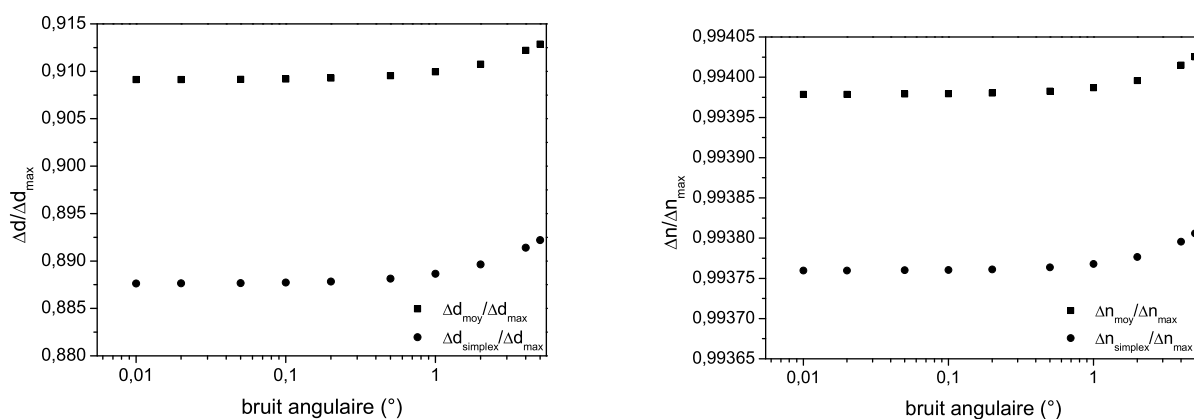 0,915
0,910
0,905
0,900
0,895
0,890
0,885
0,880
Δd/Δd_max
0,01
0,1
1
bruit angulaire (°)
Δd_moy/Δd_max
Δd_simplex/Δd_max
0,99405
0,99400
0,99395
0,99390
0,99385
0,99380
0,99375
0,99370
0,99365
Δn/Δn_max
0,01
0,1
1
bruit angulaire (°)
Δn_moy/Δn_max
Δn_simplex/Δn_max